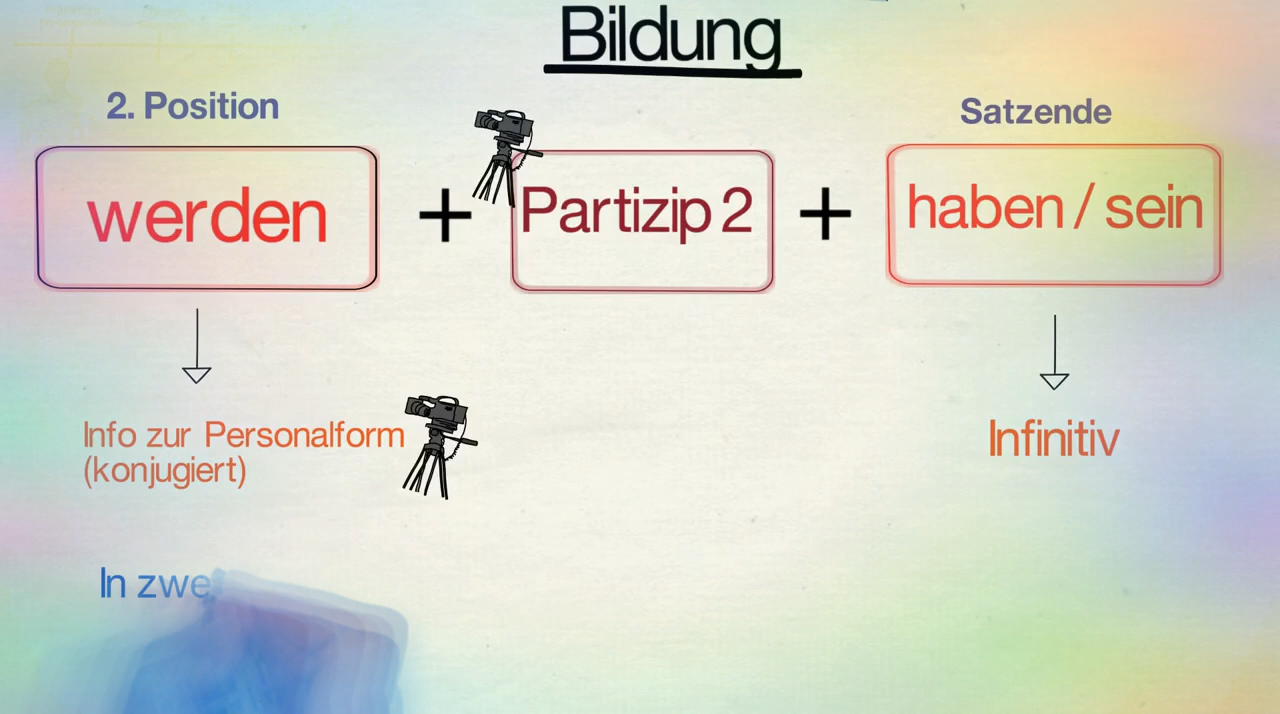 Bildung
2. Position
Satzende
werden + Partizip 2 + haben / sein
Info zur Personalform
(konjugiert)
Infinitiv
In zwe